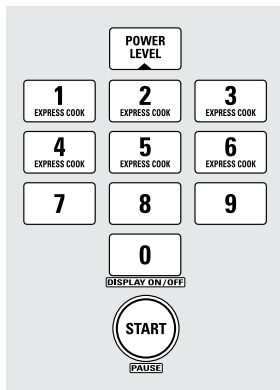 POWER
LEVEL
1 2 3
EXPRESS COOK EXPRESS COOK EXPRESS COOK
4 5 6
EXPRESS COOK EXPRESS COOK EXPRESS COOK
7 8 9
0
DISPLAY ON/OFF
START
PAUSE